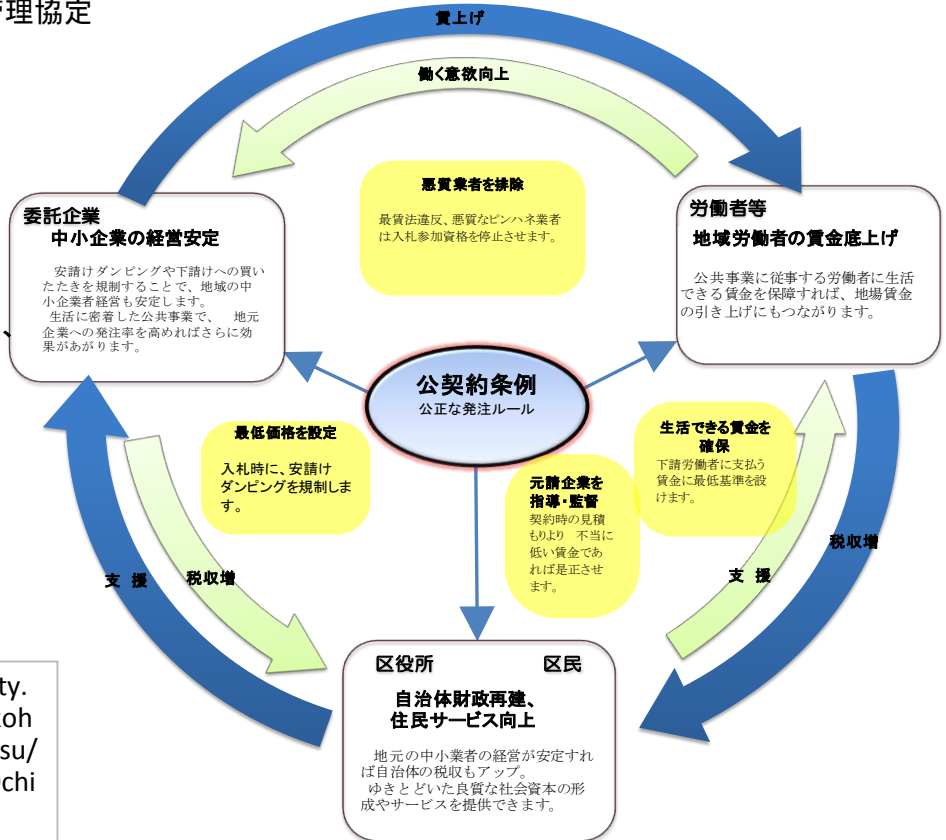 管理協定
賃上げ
働く意欲向上
悪質業者を排除
最賃法違反、悪質なピンハネ業者
は入札参加資格を停止させます。
委託企業
中小企業の経営安定
安請けダンピングや下請けへの買い
たたきを規制することで、地域の中
小企業者経営も安定します。
生活に密着した公共事業で、 地元
企業への発注率を高めればさらに効
果があがります。
、
労働者等
地域労働者の賃金底上げ
公共事業に従事する労働者に生活
できる賃金を保障すれば、地場賃金
の引き上げにもつながります。
公契約条例
公正な発注ルール
最低価格を設定
入札時に、安請け
ダンピングを規制しま
す。
生活できる賃金を
確保
下請労働者に支払う
賃金に最低基準を設
けます。
元請企業を
指導・監督
契約時の見積
もりより 不当に
低い賃金であ
れば是正させ
ます。
支 援
税収増
支 援
税収増
区役所 区民
自治体財政再建、
住民サービス向上
地元の中小業者の経営が安定すれ
ば自治体の税収もアップ。
ゆきとどいた良質な社会資本の形
成やサービスを提供できます。
ty.
su/
chi